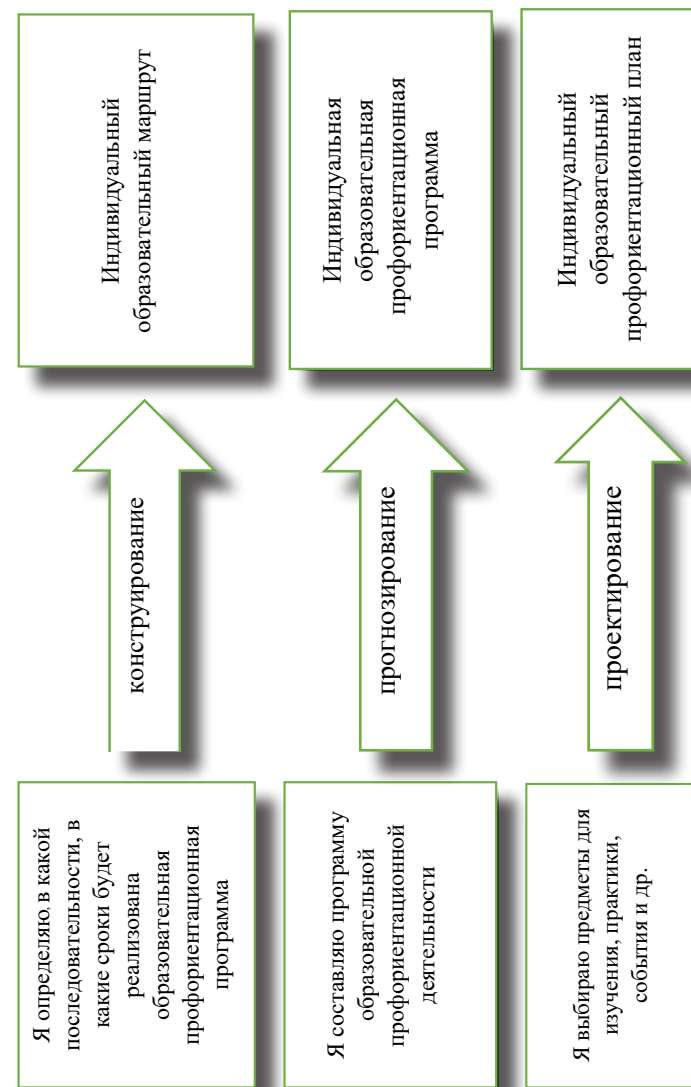 Я определяю, в какой
последовательности, в
какие сроки будет
реализована
образовательная
профориентационная
программа
конструирование
Индивидуальный
образовательный маршрут
Я составляю программу
образовательной
профориентационной
деятельности
прогнозирование
Индивидуальная
образовательная
профориентационная
программа
Я выбираю предметы для
изучения, практики,
события и др.
проектирование
Индивидуальный
образовательный
профориентационный план